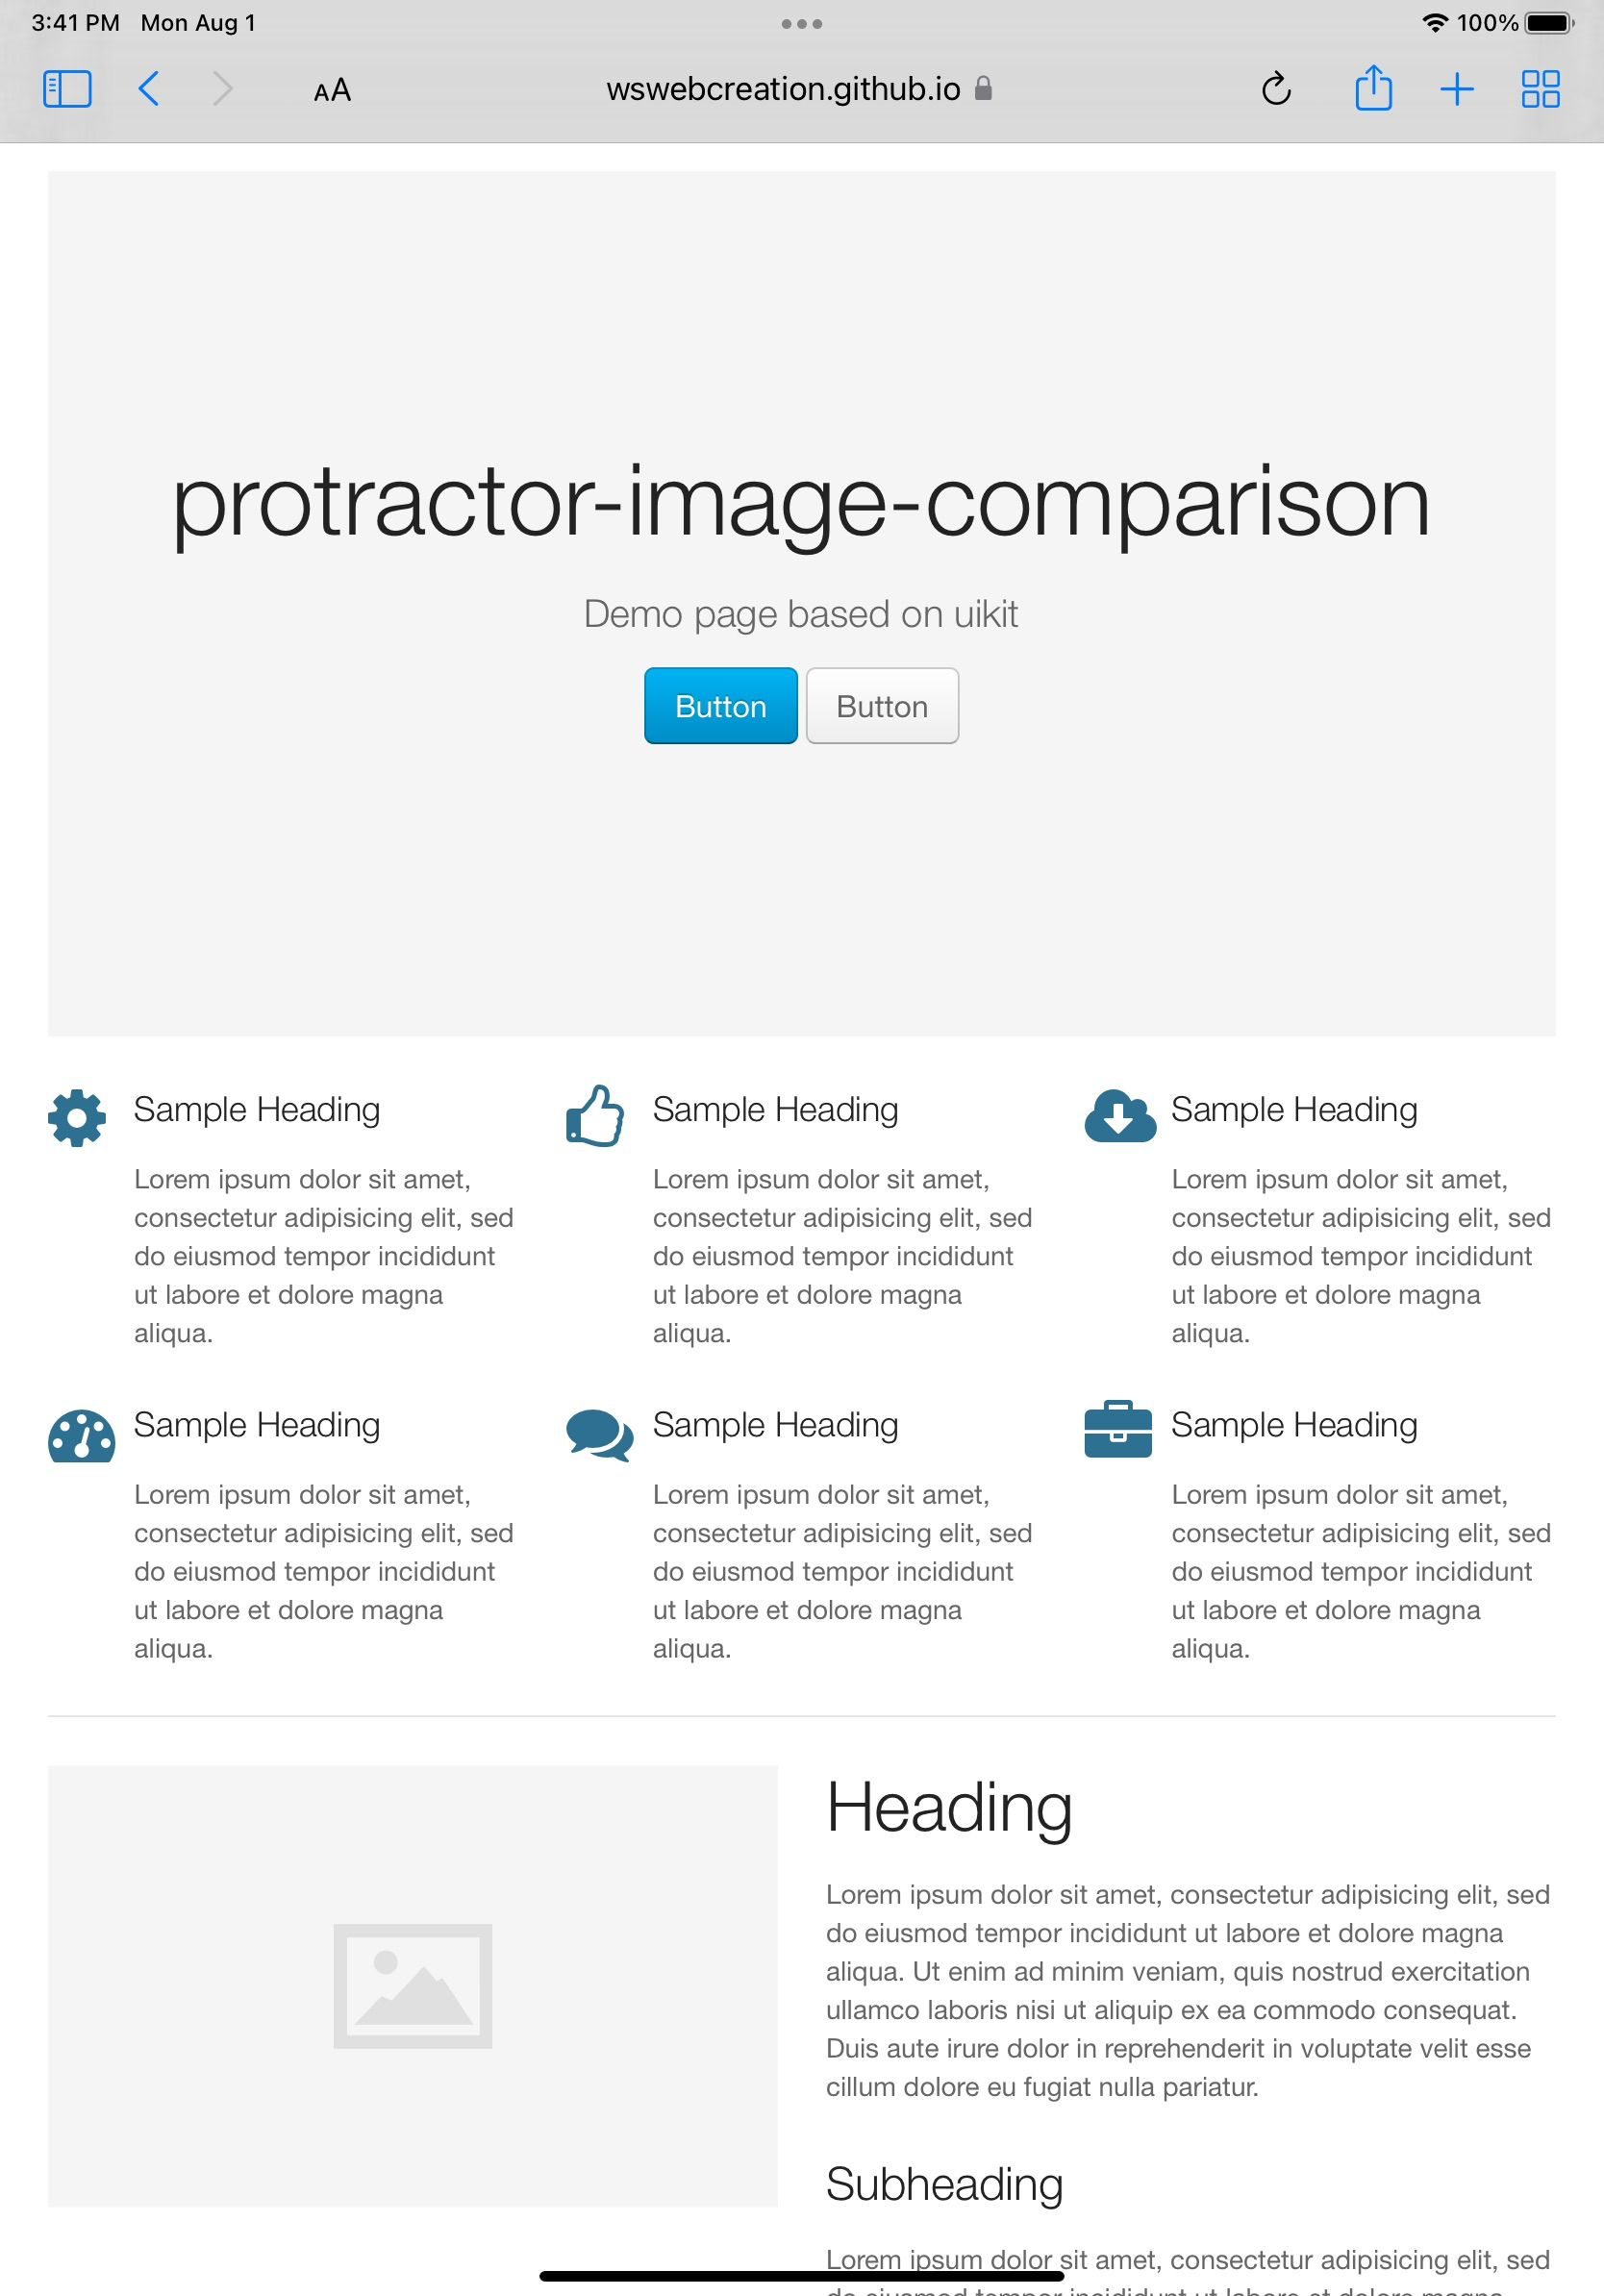 3:41 PM Mon Aug 1
100%
AA
wswebcreation.github.io
protractor-image-comparison
Demo page based on uikit
Button
Button
Sample Heading
Lorem ipsum dolor sit amet,
consectetur adipisicing elit, sed
do eiusmod tempor incididunt
ut labore et dolore magna
aliqua.
Sample Heading
Lorem ipsum dolor sit amet,
consectetur adipisicing elit, sed
do eiusmod tempor incididunt
ut labore et dolore magna
aliqua.
Sample Heading
Lorem ipsum dolor sit amet,
consectetur adipisicing elit, sed
do eiusmod tempor incididunt
ut labore et dolore magna
aliqua.
Sample Heading
Lorem ipsum dolor sit amet,
consectetur adipisicing elit, sed
do eiusmod tempor incididunt
ut labore et dolore magna
aliqua.
Sample Heading
Lorem ipsum dolor sit amet,
consectetur adipisicing elit, sed
do eiusmod tempor incididunt
ut labore et dolore magna
aliqua.
Sample Heading
Lorem ipsum dolor sit amet,
consectetur adipisicing elit, sed
do eiusmod tempor incididunt
ut labore et dolore magna
aliqua.
Heading
Lorem ipsum dolor sit amet, consectetur adipisicing elit, sed
do eiusmod tempor incididunt ut labore et dolore magna
aliqua. Ut enim ad minim veniam, quis nostrud exercitation
ullamco laboris nisi ut aliquip ex ea commodo consequat.
Duis aute irure dolor in reprehenderit in voluptate velit esse
cillum dolore eu fugiat nulla pariatur.
Subheading
Lorem ipsum dolor sit amet, consectetur adipisicing elit, sed